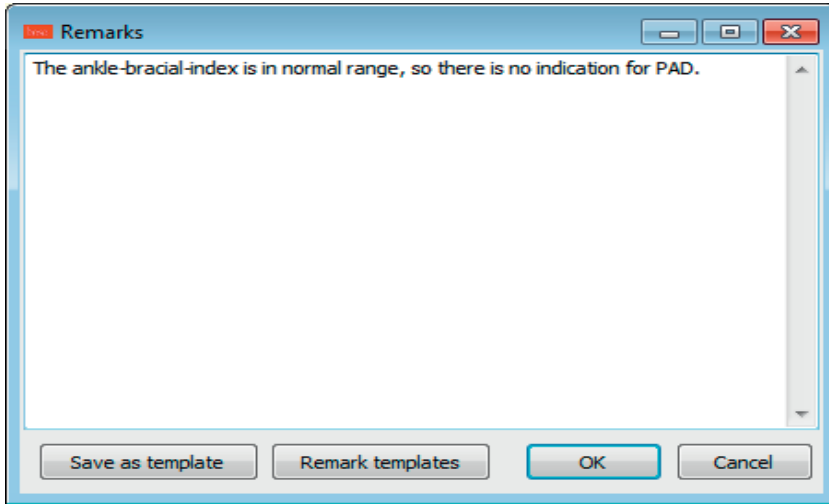 Remarks
The ankle-bracial-index is in normal range, so there is no indication for PAD.
Save as template Remark templates OK Cancel